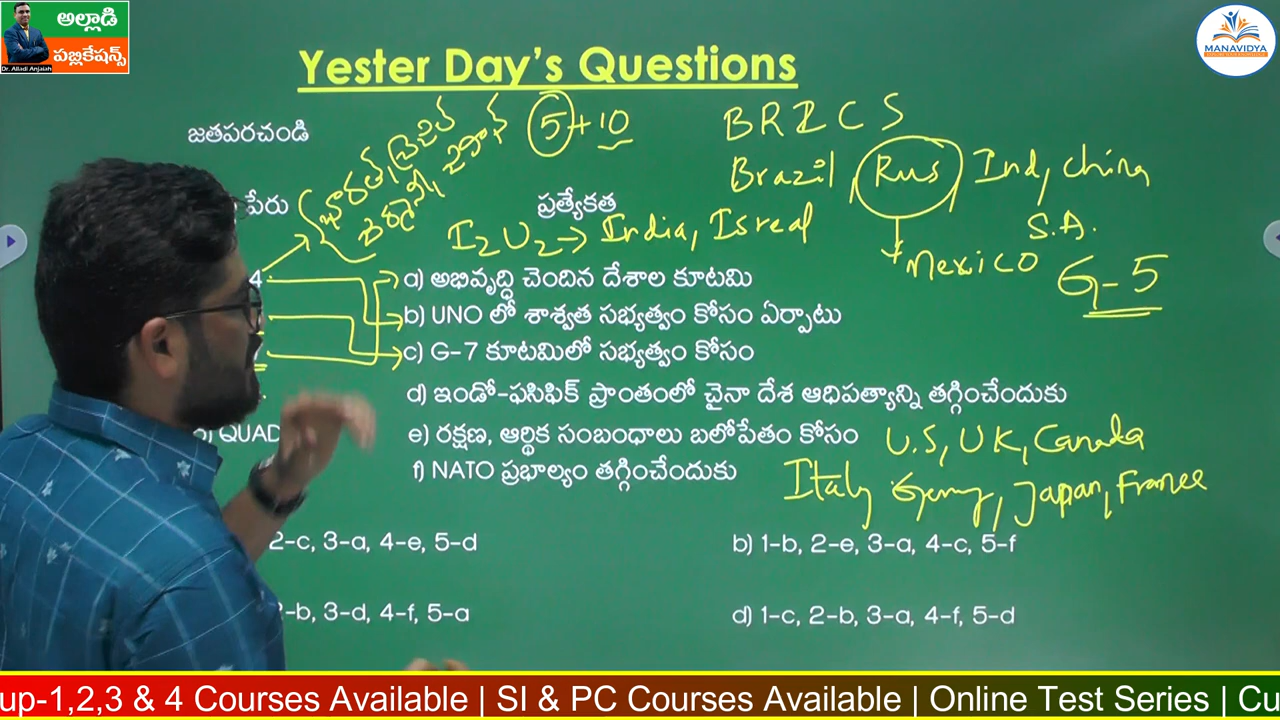 అల్లాడి
పబ్లికేషన్స్
Dr. Alladi Anjaiah
MANAVIDYA
Yester Day's Questions
జతపరచండి
5+10
BRICS
Brazil, Rus, Ind, China
S.A.
పేరు
ప్రత్యేకత
I2U2→ India, Isreal
Mexico
G-5
4
a) అభివృద్ధి చెందిన దేశాల కూటమి
b) UNO లో శాశ్వత సభ్యత్వం కోసం ఏర్పాటు
c) G-7 కూటమిలో సభ్యత్వం కోసం
d) ఇండో-ఫసిఫిక్ ప్రాంతంలో చైనా దేశ ఆధిపత్యాన్ని తగ్గించేందుకు
QUAD
e) రక్షణ, ఆర్థిక సంబంధాలు బలోపేతం కోసం
U.S, UK, Canada
f) NATO ప్రభాల్యం తగ్గించేందుకు
Italy
Japan, France
2-c, 3-a, 4-e, 5-d
b) 1-b, 2-e, 3-a, 4-c, 5-f
-b, 3-d, 4-f, 5-a
d) 1-c, 2-b, 3-a, 4-f, 5-d
up-1,2,3 & 4 Courses Available | SI & PC Courses Available | Online Test Series | Cu